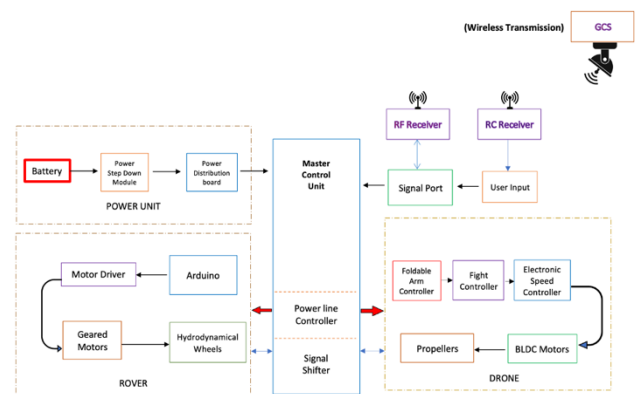 (Wireless Transmission)
GCS
RF Receiver
RC Receiver
Battery
Power
Step Down
Module
Power
Distribution
board
POWER UNIT
Master
Control
Unit
Signal Port
User Input
Motor Driver
Arduino
Geared
Motors
Hydrodynamical
Wheels
ROVER
Power line
Controller
Signal
Shifter
Foldable
Arm
Controller
Fight
Controller
Electronic
Speed
Controller
Propellers
BLDC Motors
DRONE